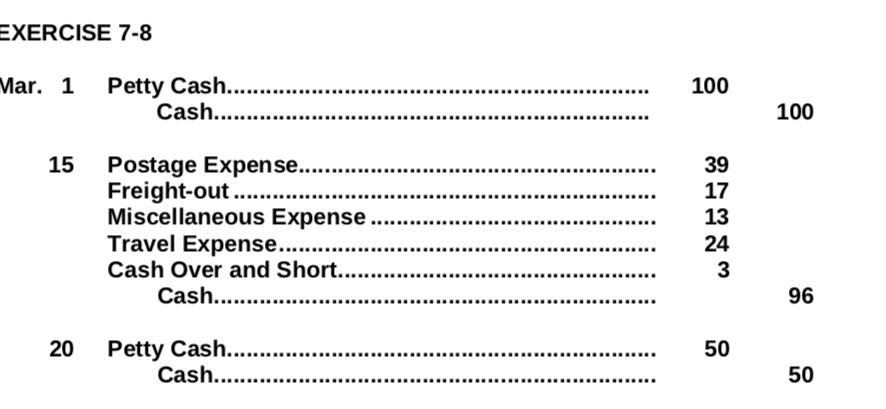 EXERCISE 7-8
Mar. 1 Petty Cash................................................................. 100
Cash................................................................... 100
15 Postage Expense....................................................... 39
Freight-out ................................................................. 17
Miscellaneous Expense ............................................ 13
Travel Expense.......................................................... 24
Cash Over and Short................................................. 3
Cash.................................................................... 96
20 Petty Cash.................................................................. 50
Cash.................................................................... 50